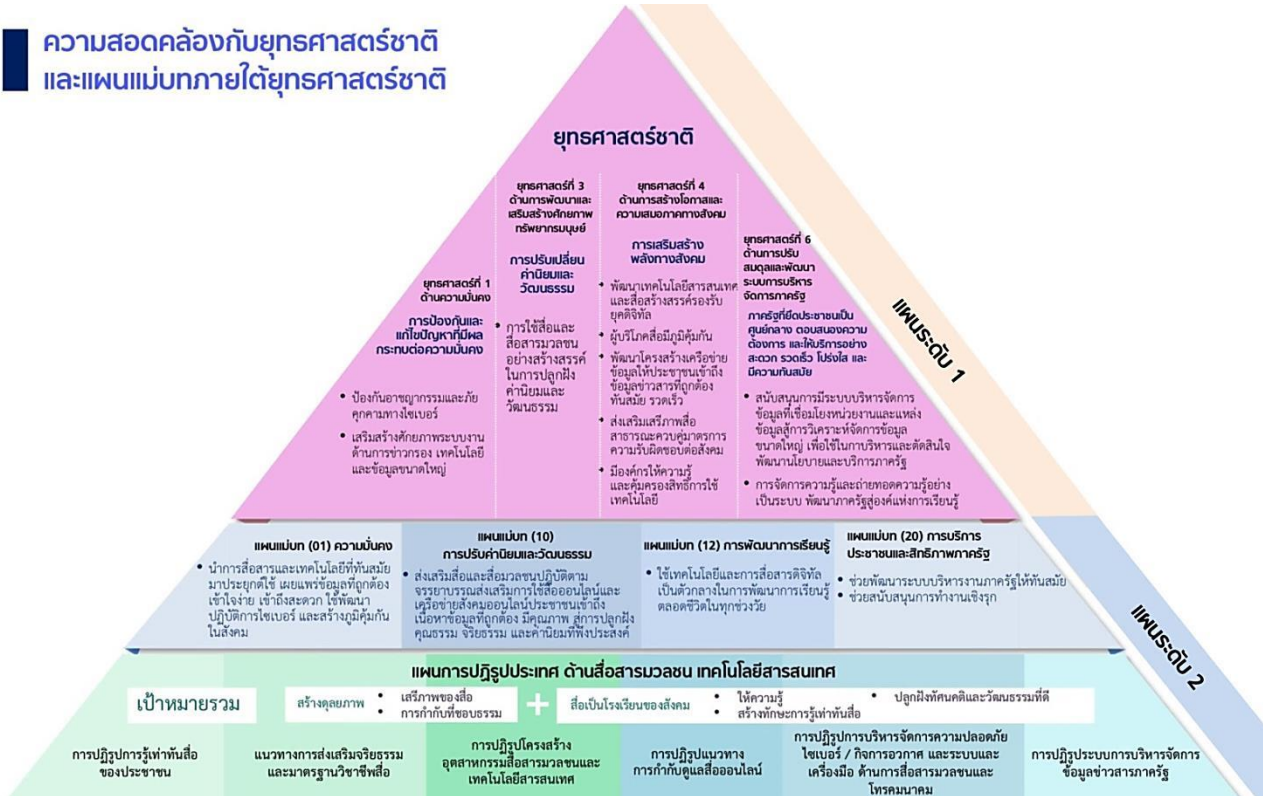 ความสอดคล้องกับยุทธศาสตร์ชาติ
และแผนแม่บทภายใต้ยุทธศาสตร์ชาติ
ยุทธศาสตร์ชาติ
ยุทธศาสตร์ที่ 1
ด้านความมั่นคง
การป้องกันและ
แก้ไขปัญหาที่มีผล
กระทบต่อความมั่นคง
• ป้องกันอาชญากรรมและภัย
คุกคามทางไซเบอร์
• เสริมสร้างศักยภาพระบบงาน
ด้านการข่าวกรอง เทคโนโลยี
และข้อมูลขนาดใหญ่
ยุทธศาสตร์ที่ 3
ด้านการพัฒนาและ
เสริมสร้างศักยภาพ
ทรัพยากรมนุษย์
การปรับเปลี่ยน
ค่านิยมและ
วัฒนธรรม
• การใช้สื่อและ
สื่อสารมวลชน
อย่างสร้างสรรค์
ในการปลูกฝัง
ค่านิยมและ
วัฒนธรรม
ยุทธศาสตร์ที่ 4
ด้านการสร้างโอกาสและ
ความเสมอภาคทางสังคม
การเสริมสร้าง
พลังทางสังคม
• พัฒนาเทคโนโลยีสารสนเทศ
และสื่อสร้างสรรค์รองรับ
ยุคดิจิทัล
• ผู้บริโภคสื่อมีภูมิคุ้มกัน
• พัฒนาโครงสร้างเครือข่าย
ข้อมูลให้ประชาชนเข้าถึง
ข้อมูลข่าวสารที่ถูกต้อง
ทันสมัย รวดเร็ว
• ส่งเสริมเสรีภาพสื่อ
สาธารณะควบคู่มาตรการ
ความรับผิดชอบต่อสังคม
• มีองค์กรให้ความรู้
และคุ้มครองสิทธิการใช้
เทคโนโลยี
ยุทธศาสตร์ที่ 6
ด้านการปรับ
สมดุลและพัฒนา
ระบบการบริหาร
จัดการภาครัฐ
ภาครัฐที่ยึดประชาชนเป็น
ศูนย์กลาง ตอบสนองความ
ต้องการ และให้บริการอย่าง
สะดวก รวดเร็ว โปร่งใส และ
มีความทันสมัย
• สนับสนุนการมีระบบบริหารจัดการ
ข้อมูลที่เชื่อมโยงหน่วยงานและแหล่ง
ข้อมูลสู่การวิเคราะห์จัดการข้อมูล
ขนาดใหญ่ เพื่อใช้ในกาบริหารและตัดสินใจ
พัฒนานโยบายและบริการภาครัฐ
• การจัดการความรู้และถ่ายทอดความรู้อย่าง
เป็นระบบ พัฒนาภาครัฐสู่องค์แห่งการเรียนรู้
แผนระดับ 1
แผนแม่บท (01) ความมั่นคง
• นำการสื่อสารและเทคโนโลยีที่ทันสมัย
มาประยุกต์ใช้ เผยแพร่ข้อมูลที่ถูกต้อง
เข้าใจง่าย เข้าถึงสะดวก ใช้พัฒนา
ปฏิบัติการไซเบอร์ และสร้างภูมิคุ้มกัน
ในสังคม
แผนแม่บท (10)
การปรับค่านิยมและวัฒนธรรม
• ส่งเสริมสื่อและสื่อมวลชนปฏิบัติตาม
จรรยาบรรณส่งเสริมการใช้สื่อออนไลน์และ
เครือข่ายสังคมออนไลน์ประชาชนเข้าถึง
เนื้อหาข้อมูลที่ถูกต้อง มีคุณภาพ สู่การปลูกฝัง
คุณธรรม จริยธรรม และค่านิยมที่พึงประสงค์
แผนแม่บท (12) การพัฒนาการเรียนรู้
• ใช้เทคโนโลยีและการสื่อสารดิจิทัล
เป็นตัวกลางในการพัฒนาการเรียนรู้
ตลอดชีวิตในทุกช่วงวัย
แผนแม่บท (20) การบริการ
ประชาชนและสิทธิภาพภาครัฐ
• ช่วยพัฒนาระบบบริหารงานภาครัฐให้ทันสมัย
• ช่วยสนับสนุนการทำงานเชิงรุก
แผนระดับ 2
แผนการปฏิรูปประเทศ ด้านสื่อสารมวลชน เทคโนโลยีสารสนเทศ
เป้าหมายรวม
สร้างดุลยภาพ
• เสรีภาพของสื่อ
• การกำกับที่ชอบธรรม
+
สื่อเป็นโรงเรียนของสังคม
• ให้ความรู้
• สร้างทักษะการรู้เท่าทันสื่อ
• ปลูกฝังทัศนคติและวัฒนธรรมที่ดี
การปฏิรูปการรู้เท่าทันสื่อ
ของประชาชน
แนวทางการส่งเสริมจริยธรรม
และมาตรฐานวิชาชีพสื่อ
การปฏิรูปโครงสร้าง
อุตสาหกรรมสื่อสารมวลชนและ
เทคโนโลยีสารสนเทศ
การปฏิรูปแนวทาง
การกำกับดูแลสื่อออนไลน์
การปฏิรูปการบริหารจัดการความปลอดภัย
ไซเบอร์ / กิจการอวกาศ และระบบและ
เครื่องมือ ด้านการสื่อสารมวลชนและ
โทรคมนาคม
การปฏิรูประบบการบริหารจัดการ
ข้อมูลข่าวสารภาครัฐ